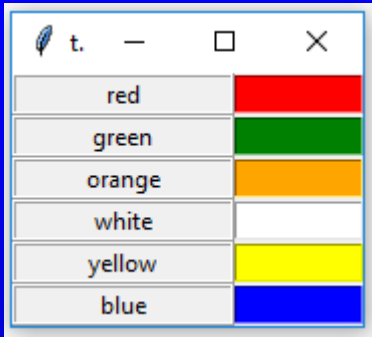 t.
red
green
orange
white
yellow
blue